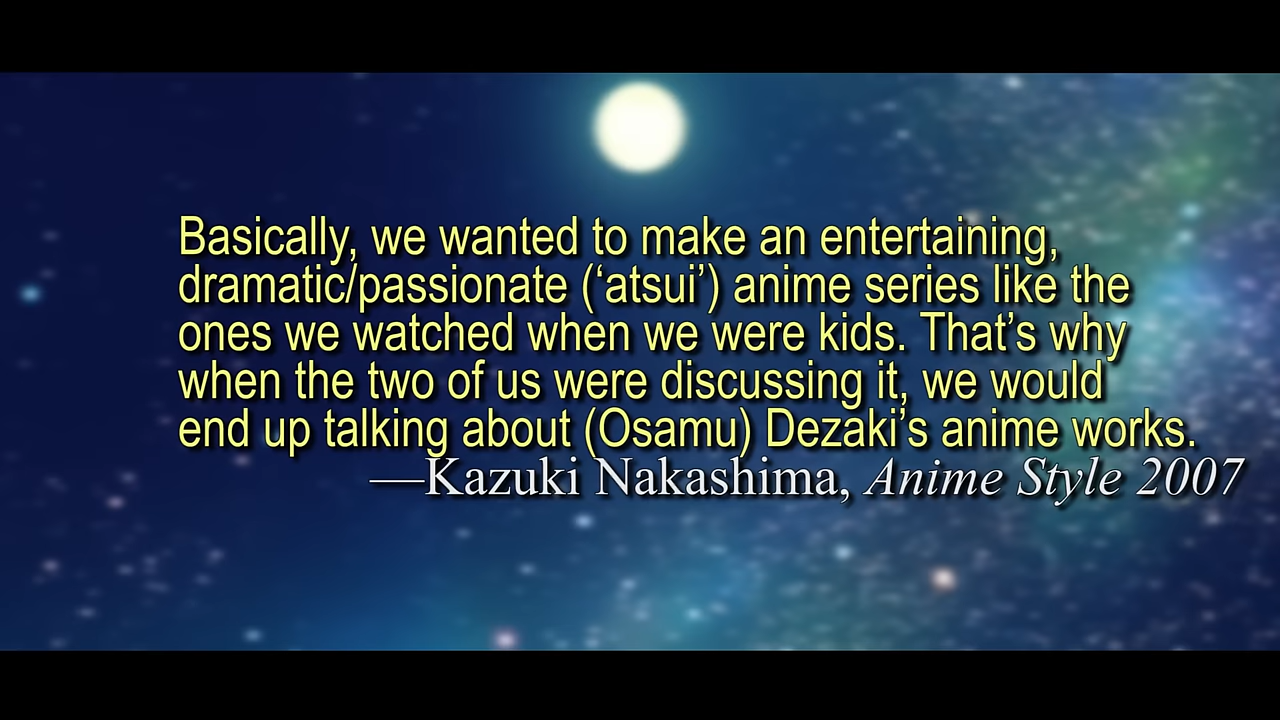 Basically, we wanted to make an entertaining,
dramatic/passionate (‘atsui’) anime series like the
ones we watched when we were kids. That’s why
when the two of us were discussing it, we would
end up talking about (Osamu) Dezaki’s anime works.
—Kazuki Nakashima, Anime Style 2007